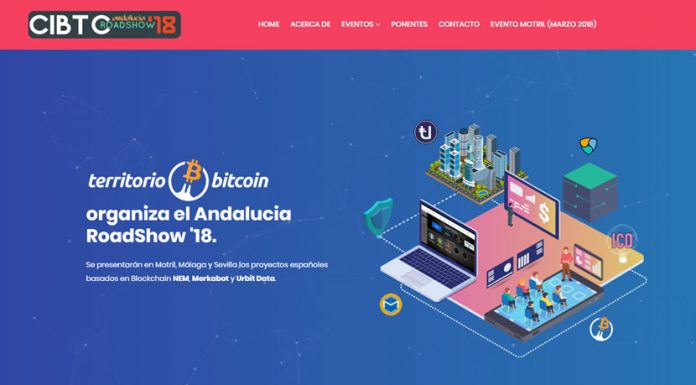 CIBTC andalucia
ROADSHOW '18
HOME ACERCA DE EVENTOS PONENTES CONTACTO EVENTO MOTRIL (MARZO 2018)
territorio bitcoin
organiza el Andalucia
RoadShow '18.
Se presentarán en Motril, Málaga y Sevilla,los proyectos españoles
basados en Blockchain NEM, Merkabot y Urbit Data.
ICO